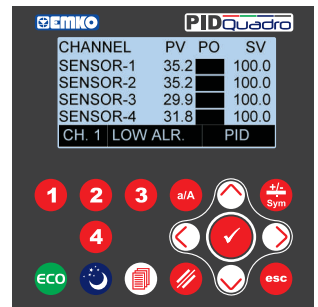 EMKO PIDQuadro
CHANNEL PV PO SV
SENSOR-1 35.2 100.0
SENSOR-2 35.2 100.0
SENSOR-3 29.9 100.0
SENSOR-4 31.8 100.0
CH. 1 LOW ALR. PID
1 2 3 a/A +/- Sym
4
ECO esc